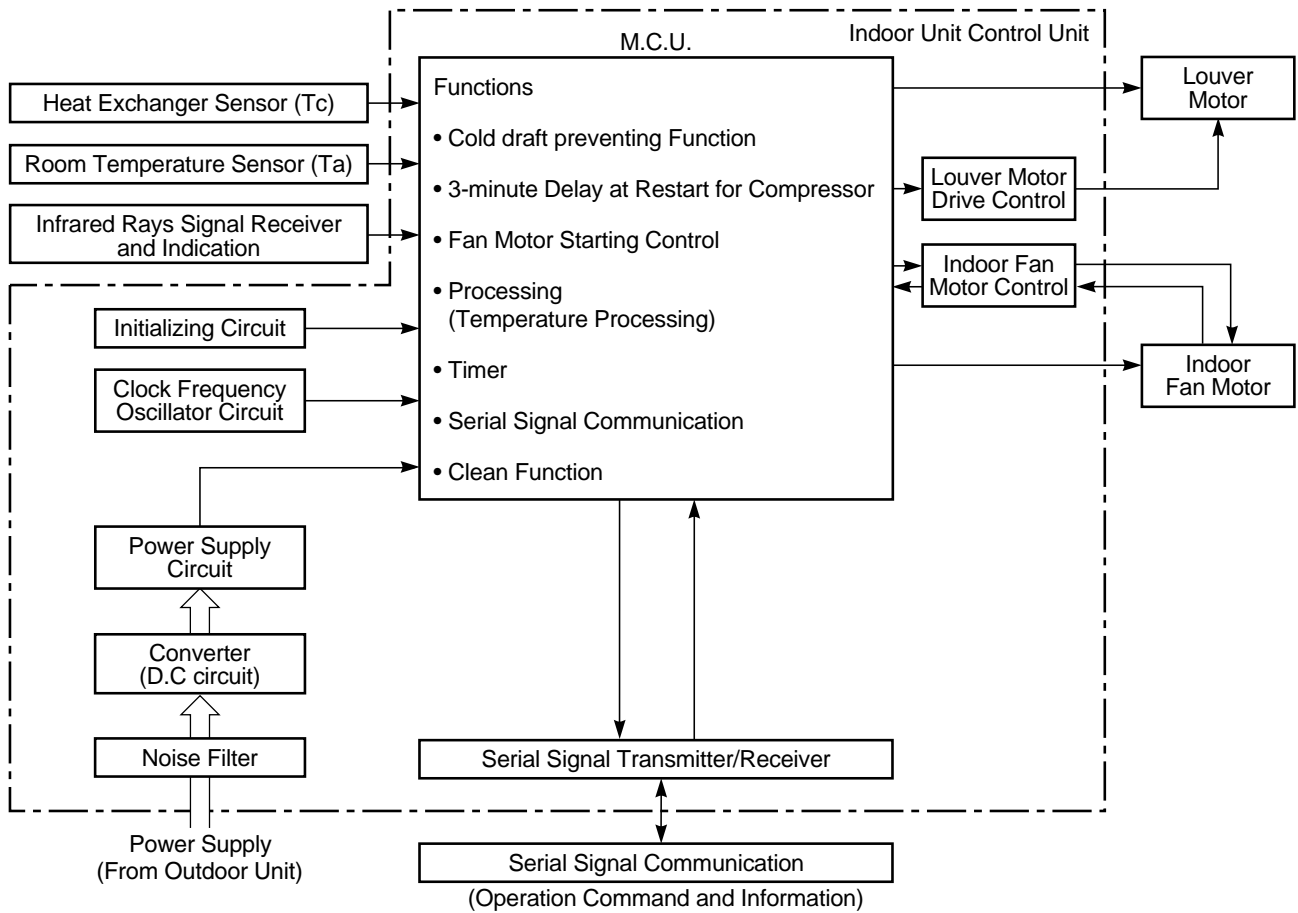 Indoor Unit Control Unit
M.C.U.
Heat Exchanger Sensor (Tc)
Room Temperature Sensor (Ta)
Infrared Rays Signal Receiver
and Indication
Initializing Circuit
Clock Frequency
Oscillator Circuit
Power Supply
Circuit
Converter
(D.C circuit)
Noise Filter
Power Supply
(From Outdoor Unit)
Functions
• Cold draft preventing Function
• 3-minute Delay at Restart for Compressor
• Fan Motor Starting Control
• Processing
(Temperature Processing)
• Timer
• Serial Signal Communication
• Clean Function
Louver
Motor
Louver Motor
Drive Control
Indoor Fan
Motor Control
Indoor
Fan Motor
Serial Signal Transmitter/Receiver
Serial Signal Communication
(Operation Command and Information)